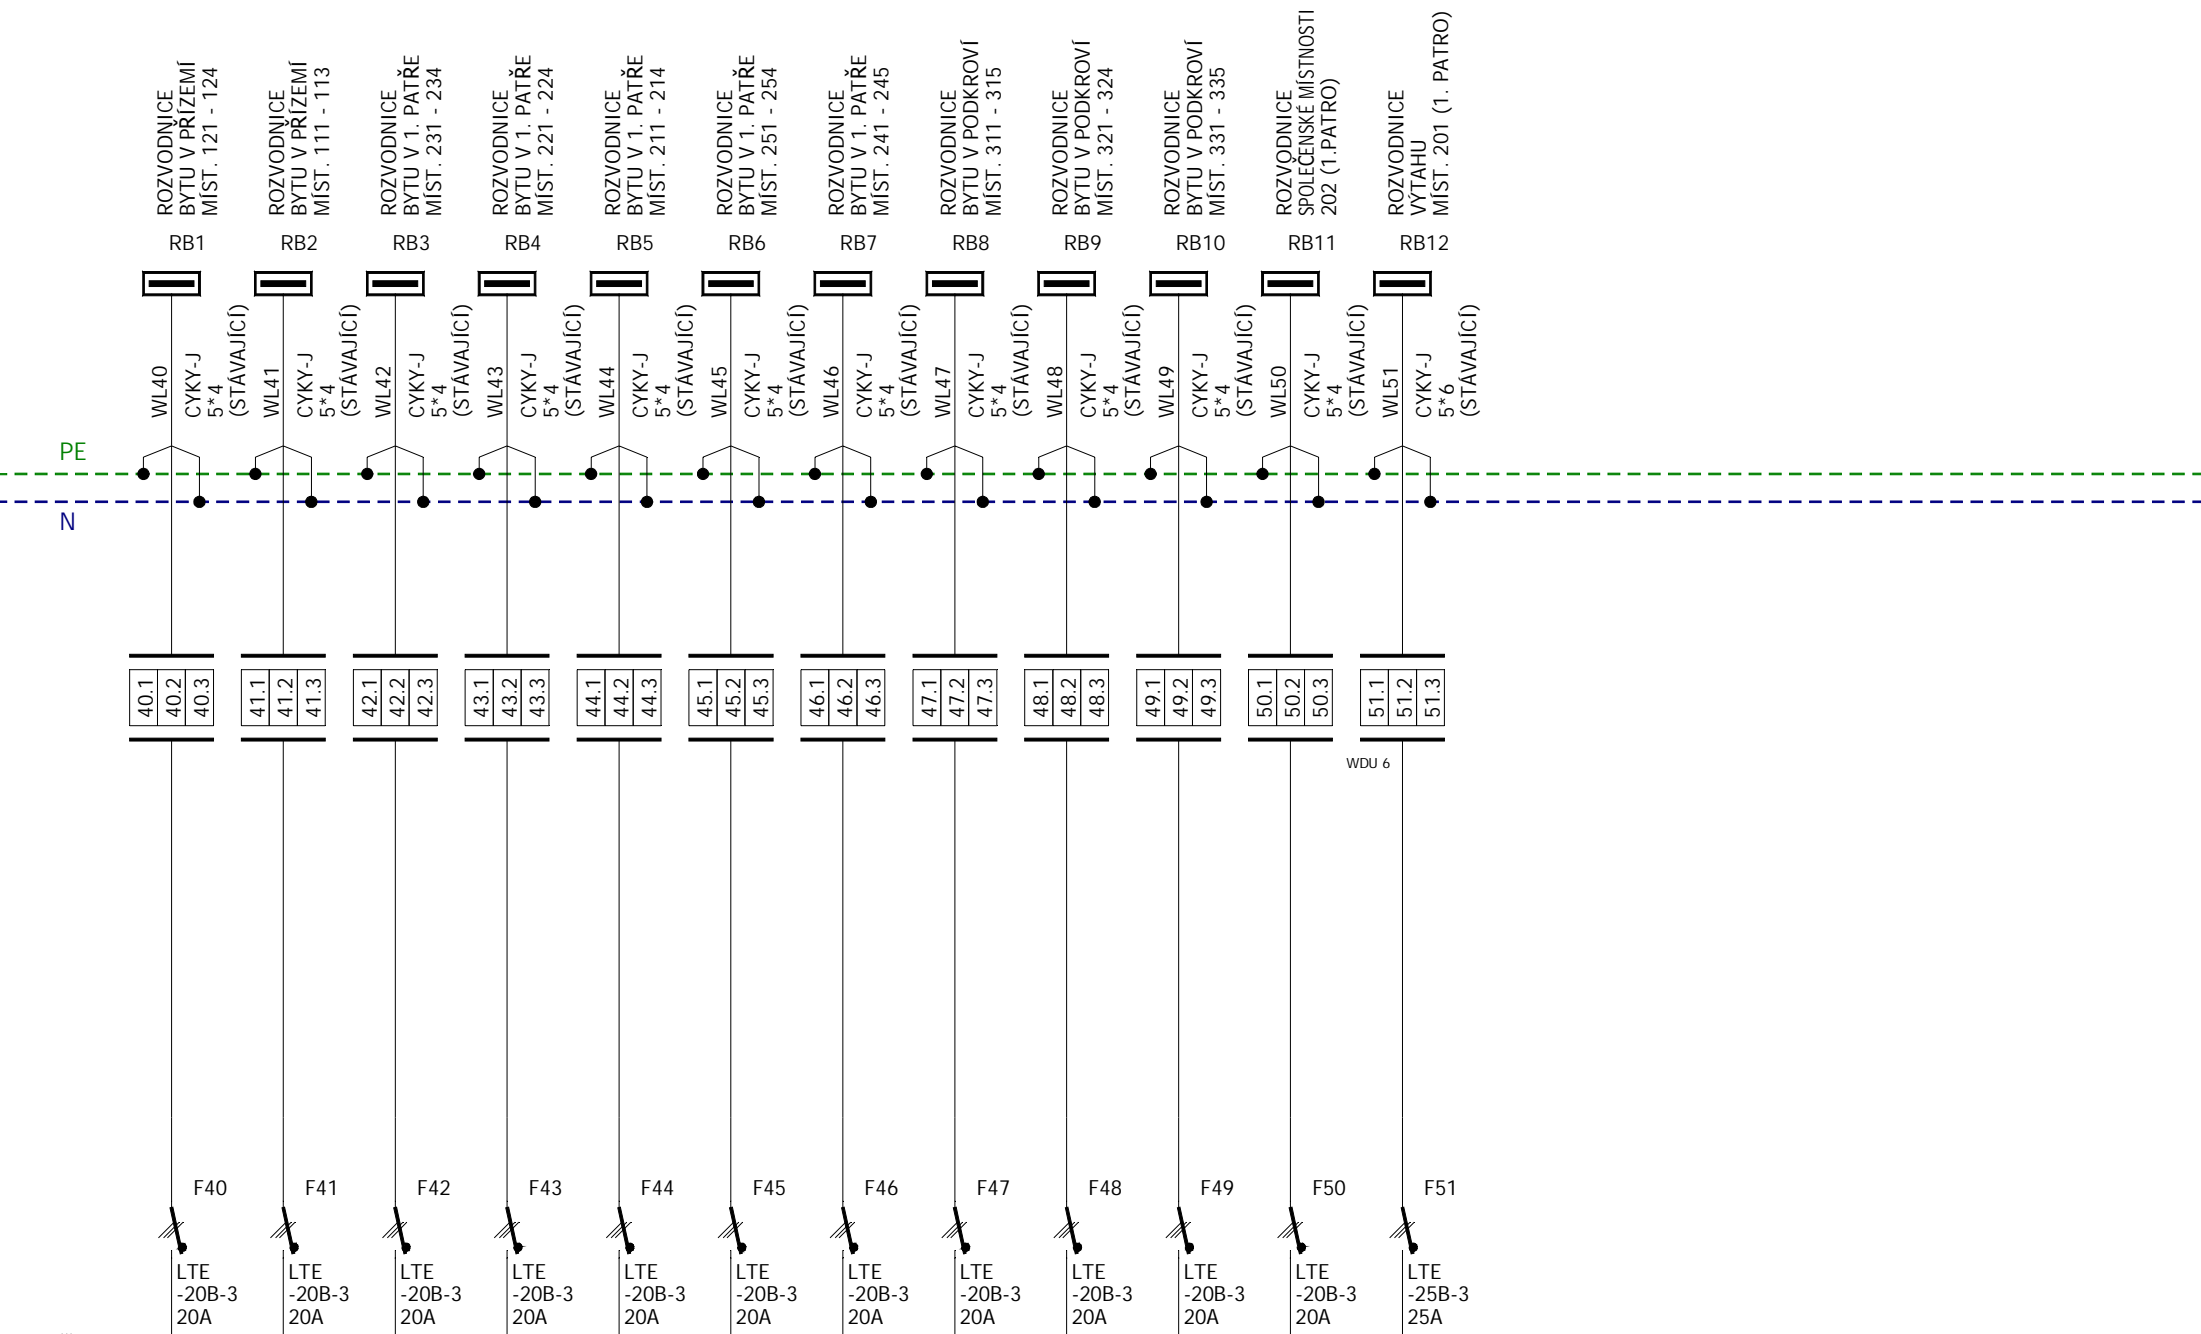 ROZVODNICE
BYTU V PŘÍZEMÍ
MÍST. 121 - 124
ROZVODNICE
BYTU V PŘÍZEMÍ
MÍST. 111 - 113
ROZVODNICE
BYTU V 1. PATŘE
MÍST. 231 - 234
ROZVODNICE
BYTU V 1. PATŘE
MÍST. 221 - 224
ROZVODNICE
BYTU V 1. PATŘE
MÍST. 211 - 214
ROZVODNICE
BYTU V 1. PATŘE
MÍST. 251 - 254
ROZVODNICE
BYTU V 1. PATŘE
MÍST. 241 - 245
ROZVODNICE
BYTU V PODKROVÍ
MÍST. 311 - 315
ROZVODNICE
BYTU V PODKROVÍ
MÍST. 321 - 324
ROZVODNICE
BYTU V PODKROVÍ
MÍST. 331 - 335
ROZVODNICE
SPOLEČENSKÉ MÍSTNOSTI
202 (1.PATRO)
ROZVODNICE
VÝTAHU
MÍST. 201 (1. PATRO)
RB1 RB2 RB3 RB4 RB5 RB6 RB7 RB8 RB9 RB10 RB11 RB12
WL40
CYKY-J
5*4
(STÁVAJÍCÍ)
WL41
CYKY-J
5*4
(STÁVAJÍCÍ)
WL42
CYKY-J
5*4
(STÁVAJÍCÍ)
WL43
CYKY-J
5*4
(STÁVAJÍCÍ)
WL44
CYKY-J
5*4
(STÁVAJÍCÍ)
WL45
CYKY-J
5*4
(STÁVAJÍCÍ)
WL46
CYKY-J
5*4
(STÁVAJÍCÍ)
WL47
CYKY-J
5*4
(STÁVAJÍCÍ)
WL48
CYKY-J
5*4
(STÁVAJÍCÍ)
WL49
CYKY-J
5*4
(STÁVAJÍCÍ)
WL50
CYKY-J
5*4
(STÁVAJÍCÍ)
WL51
CYKY-J
5*6
(STÁVAJÍCÍ)
PE
N
40.1
40.2
40.3
41.1
41.2
41.3
42.1
42.2
42.3
43.1
43.2
43.3
44.1
44.2
44.3
45.1
45.2
45.3
46.1
46.2
46.3
47.1
47.2
47.3
48.1
48.2
48.3
49.1
49.2
49.3
50.1
50.2
50.3
51.1
51.2
51.3
WDU 6
F40 F41 F42 F43 F44 F45 F46 F47 F48 F49 F50 F51
LTE
-20B-3
20A
LTE
-20B-3
20A
LTE
-20B-3
20A
LTE
-20B-3
20A
LTE
-20B-3
20A
LTE
-20B-3
20A
LTE
-20B-3
20A
LTE
-20B-3
20A
LTE
-20B-3
20A
LTE
-20B-3
20A
LTE
-20B-3
20A
LTE
-25B-3
25A